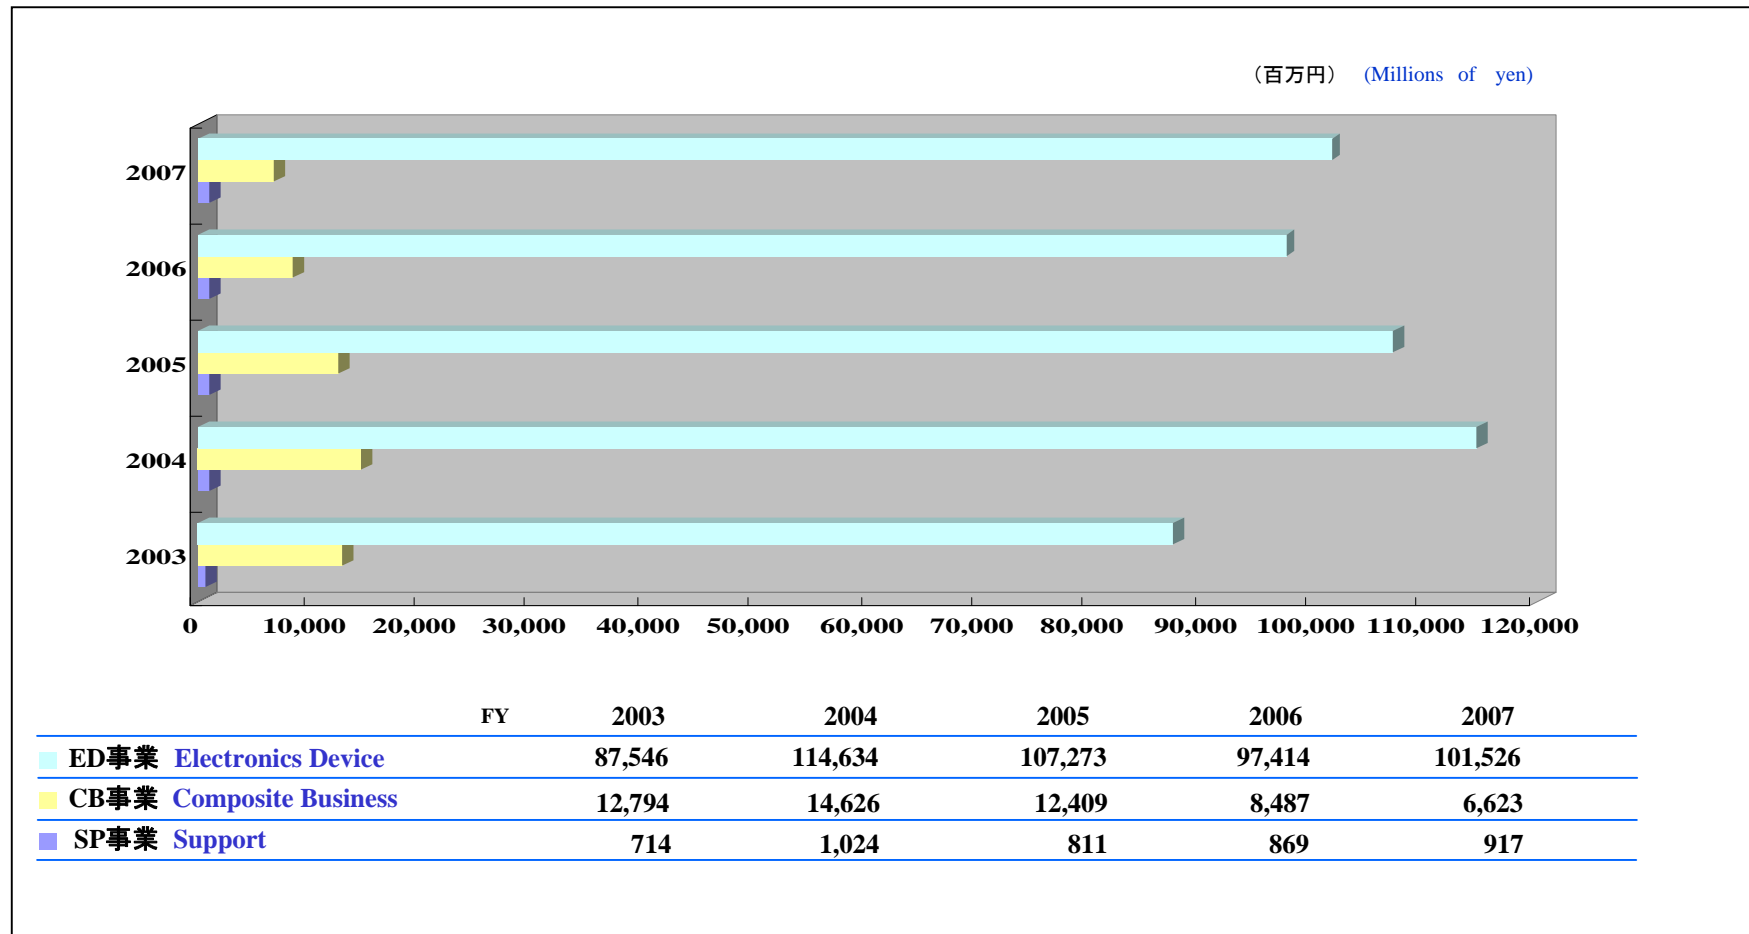 （百万円） (Millions of yen)
2007
2006
2005
2004
2003
0 10,000 20,000 30,000 40,000 50,000 60,000 70,000 80,000 90,000 100,000 110,000 120,000
FY 2003 2004 2005 2006 2007
ED事業 Electronics Device 87,546 114,634 107,273 97,414 101,526
CB事業 Composite Business 12,794 14,626 12,409 8,487 6,623
SP事業 Support 714 1,024 811 869 917